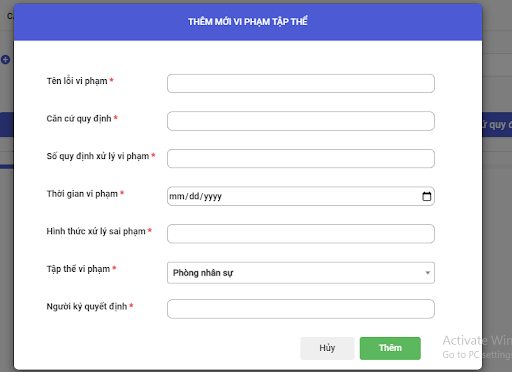 THÊM MỚI VI PHẠM TẬP THỂ
Tên lỗi vi phạm *
Căn cứ quy định *
Số quy định xử lý vi phạm *
Thời gian vi phạm *
mm/dd/yyyy
Hình thức xử lý sai phạm *
Tập thể vi phạm *
Phòng nhân sự
Người ký quyết định *
Hủy
Thêm
Activate Win
Go to PC setting